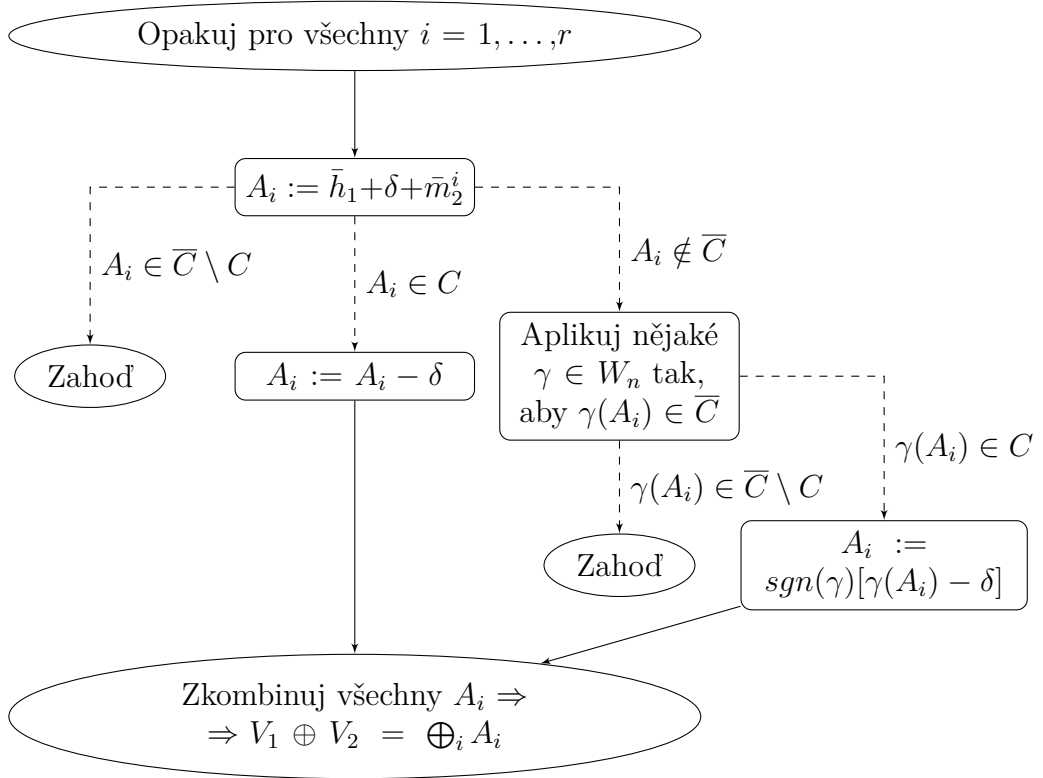 Opakuj pro všechny i = 1, . . . ,r
A_i := h̄_1+δ+m̄_2^i
A_i ∈ C̅ \ C
A_i ∈ C
A_i ∉ C̅
Zahoď
A_i := A_i − δ
Aplikuj nějaké
γ ∈ W_n tak,
aby γ(A_i) ∈ C̅
γ(A_i) ∈ C
γ(A_i) ∈ C̅ \ C
Zahoď
A_i :=
sgn(γ)[γ(A_i) − δ]
Zkombinuj všechny A_i ⇒
⇒ V_1 ⊕ V_2 = ⨁_i A_i